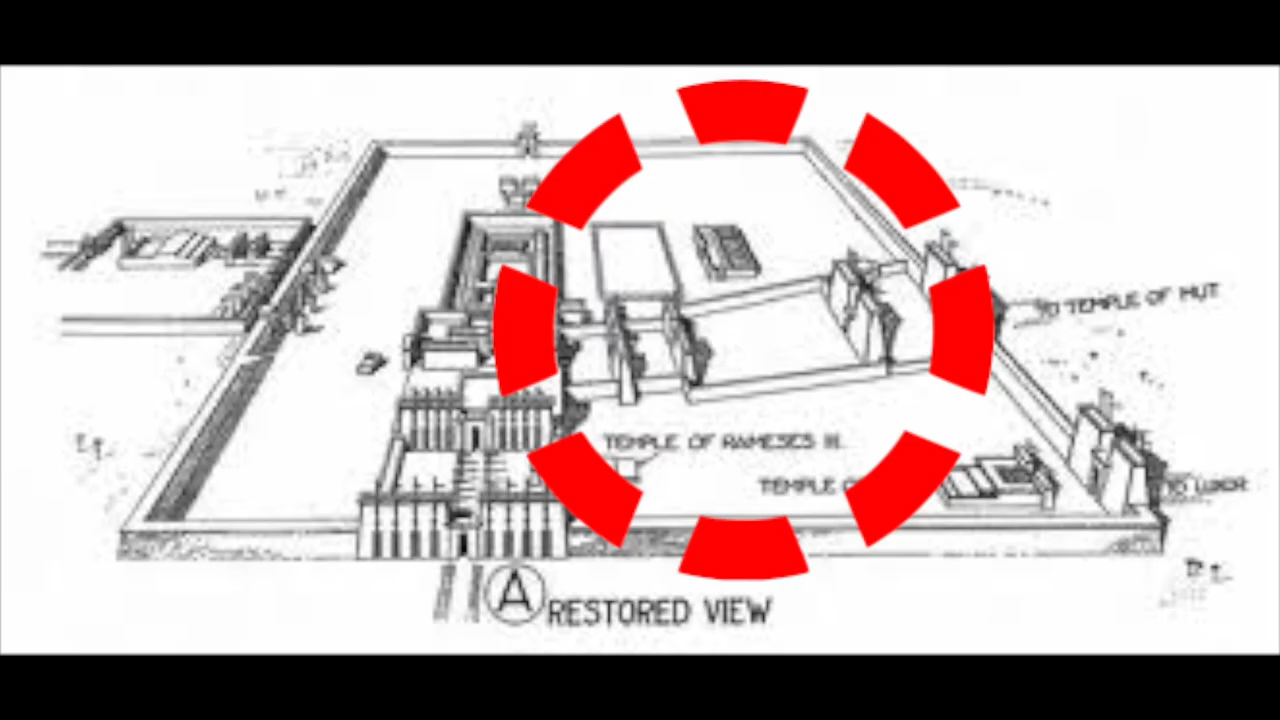 TO TEMPLE OF MUT
TEMPLE OF RAMESES III.
TEMPLE
TO LUXOR
A RESTORED VIEW